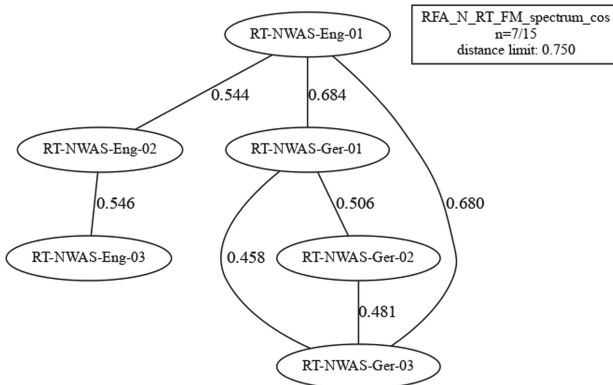 RFA_N_RT_FM_spectrum_cos
n=7/15
distance limit: 0.750
RT-NWAS-Eng-01
0.544
0.684
RT-NWAS-Eng-02
RT-NWAS-Ger-01
0.546
0.506
0.680
RT-NWAS-Eng-03
0.458
RT-NWAS-Ger-02
0.481
RT-NWAS-Ger-03